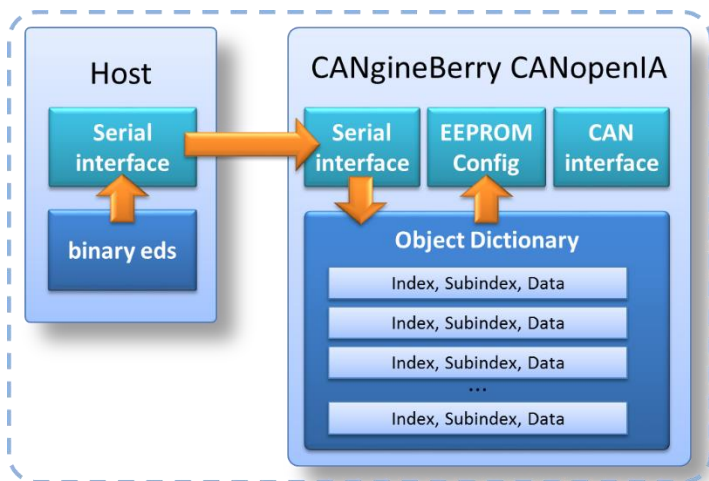 Host
Serial
interface
binary eds
CANgineBerry CANopenIA
Serial
interface
EEPROM
Config
CAN
interface
Object Dictionary
Index, Subindex, Data
Index, Subindex, Data
Index, Subindex, Data
...
Index, Subindex, Data